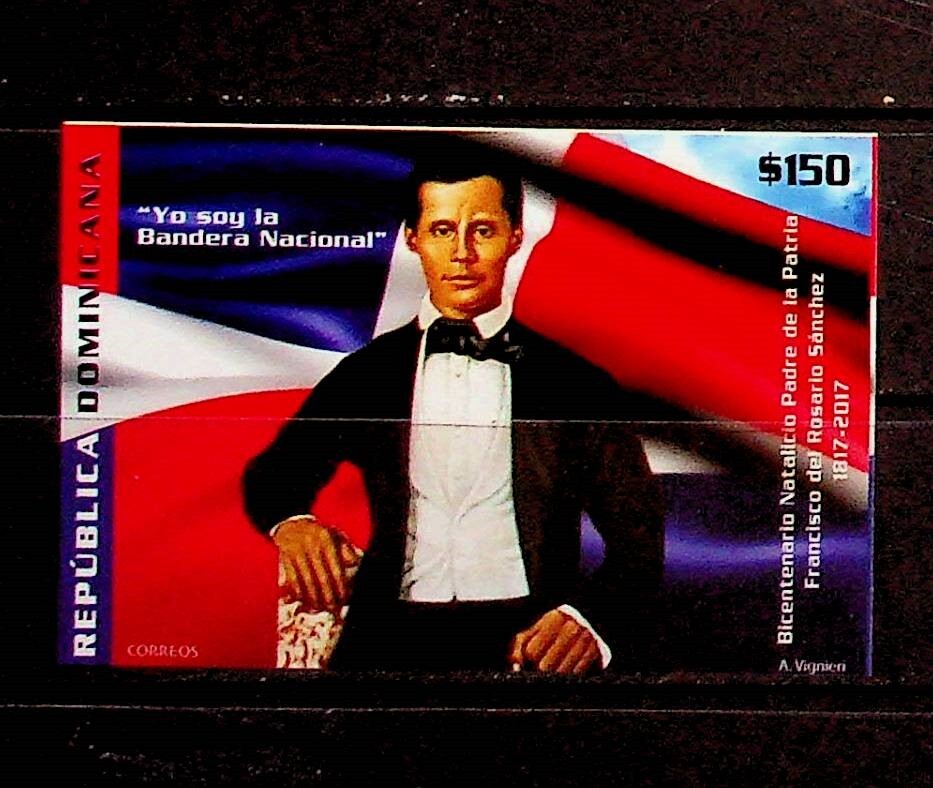 REPÚBLICA DOMINICANA
"Yo soy la
Bandera Nacional"
$150
Bicentenario Natalicio Padre de la Patria
Francisco del Rosario Sánchez
1817-2017
CORREOS
A. Vignieri